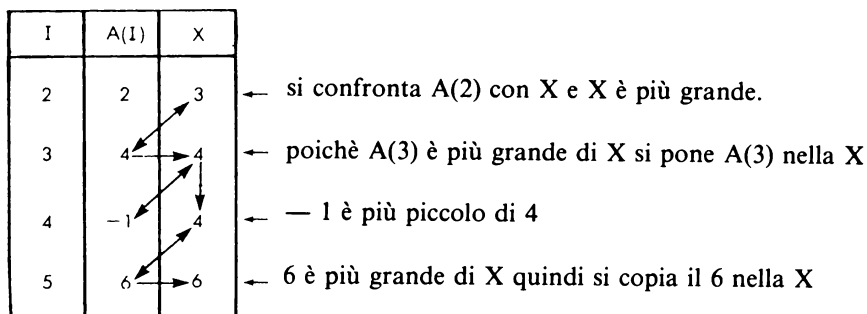 I A(I) X
2 2 3 ← si confronta A(2) con X e X è più grande.
3 4 4 ← poichè A(3) è più grande di X si pone A(3) nella X
4 −1 4 ← — 1 è più piccolo di 4
5 6 6 ← 6 è più grande di X quindi si copia il 6 nella X